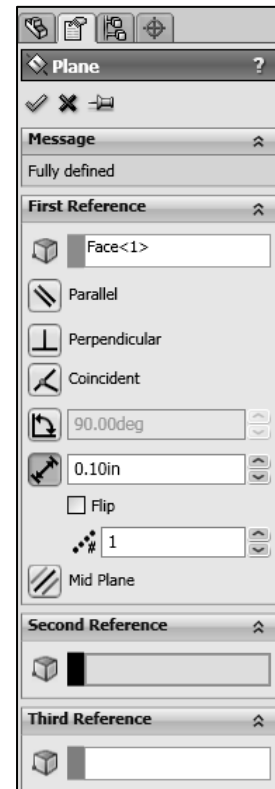 Plane ?
Message
Fully defined
First Reference
Face<1>
Parallel
Perpendicular
Coincident
90.00deg
0.10in
Flip
# 1
Mid Plane
Second Reference
Third Reference